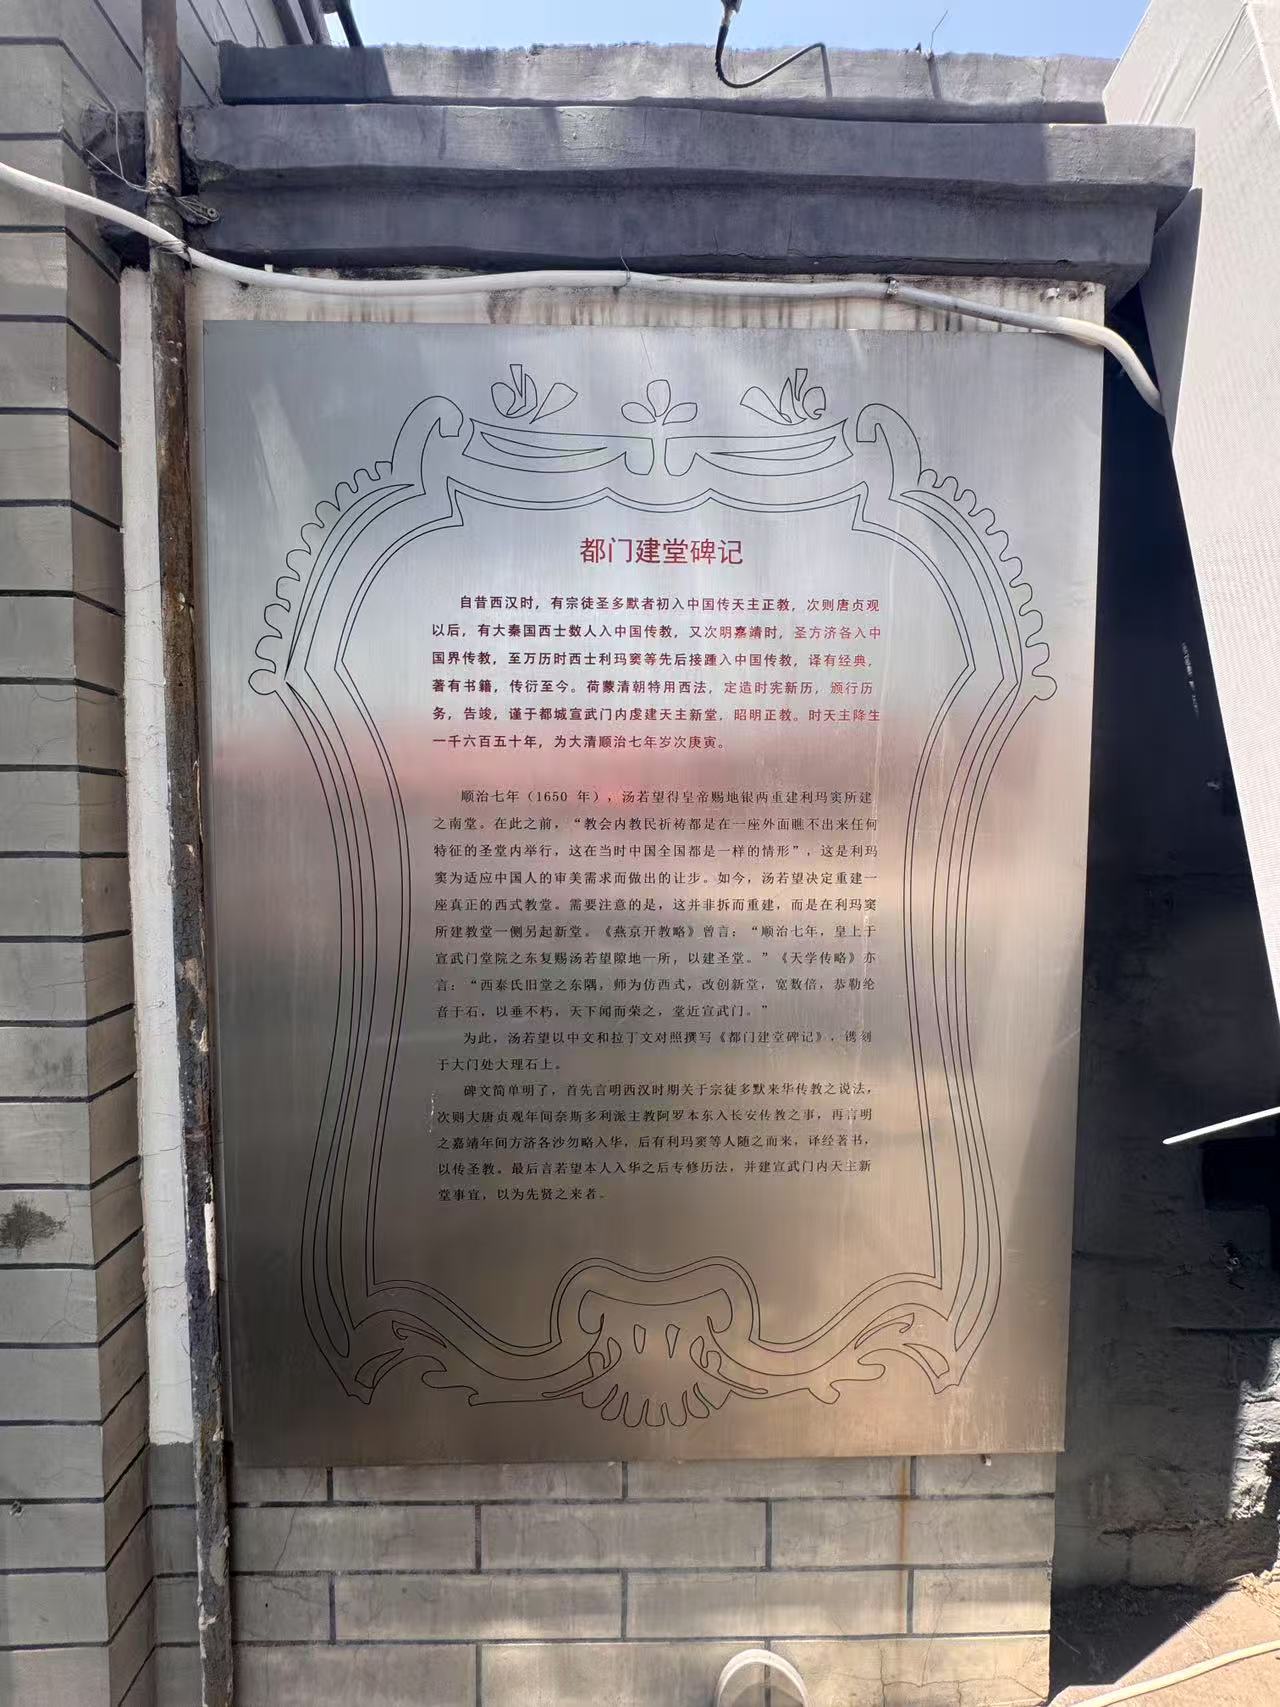 都门建堂碑记
自昔西汉时，有宗徒圣多默者初入中国传天主正教，次则唐贞观
以后，有大秦国西士数人入中国传教，又次明嘉靖时，圣方济各入中
国界传教，至万历时西士利玛窦等先后接踵入中国传教，译有经典，
著有书籍，传衍至今。荷蒙清朝特用西法，定造时宪新历，颁行历
务，告竣，谨于都城宣武门内虔建天主新堂，昭明正教。时天主降生
一千六百五十年，为大清顺治七年岁次庚寅。
顺治七年（1650 年），汤若望得皇帝赐地银两重建利玛窦所建
之南堂。在此之前，“教会内教民祈祷都是在一座外面瞧不出来任何
特征的圣堂内举行，这在当时中国全国都是一样的情形”，这是利玛
窦为适应中国人的审美需求而做出的让步。如今，汤若望决定重建一
座真正的西式教堂。需要注意的是，这并非拆而重建，而是在利玛窦
所建教堂一侧另起新堂。《燕京开教略》曾言：“顺治七年，皇上于
宣武门堂院之东复赐汤若望隙地一所，以建圣堂。”《天学传略》亦
言：“西泰氏旧堂之东隅，师为仿西式，改创新堂，宽数倍，恭勒纶
音于石，以垂不朽，天下闻而荣之，堂近宣武门。”
为此，汤若望以中文和拉丁文对照撰写《都门建堂碑记》，镌刻
于大门处大理石上。
碑文简单明了，首先言明西汉时期关于宗徒多默来华传教之说法，
次则大唐贞观年间奈斯多利派主教阿罗本东入长安传教之事，再言明
之嘉靖年间方济各沙勿略入华，后有利玛窦等人随之而来，译经著书，
以传圣教。最后言若望本人入华之后专修历法，并建宣武门内天主新
堂事宜，以为先贤之来者。